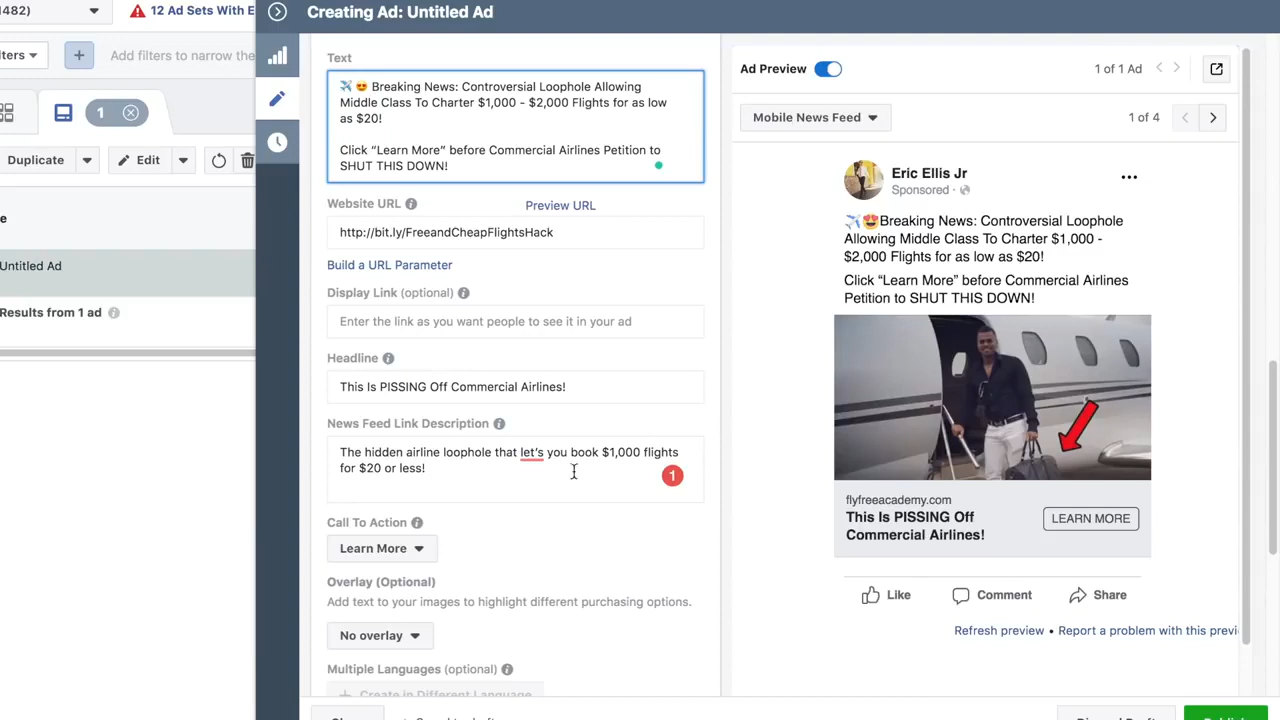 1482)
12 Ad Sets With E
Creating Ad: Untitled Ad
ters
Add filters to narrow the
1
Duplicate
Edit
e
Untitled Ad
Results from 1 ad
Text
✈️😍 Breaking News: Controversial Loophole Allowing
Middle Class To Charter $1,000 - $2,000 Flights for as low
as $20!
Click “Learn More” before Commercial Airlines Petition to
SHUT THIS DOWN!
Website URL
Preview URL
http://bit.ly/FreeandCheapFlightsHack
Build a URL Parameter
Display Link (optional)
Enter the link as you want people to see it in your ad
Headline
This Is PISSING Off Commercial Airlines!
News Feed Link Description
The hidden airline loophole that let’s you book $1,000 flights
for $20 or less!
1
Call To Action
Learn More
Overlay (Optional)
Add text to your images to highlight different purchasing options.
No overlay
Multiple Languages (optional)
+ Create in Different Language
Ad Preview
1 of 1 Ad
Mobile News Feed
1 of 4
Eric Ellis Jr
Sponsored ·
✈️😍Breaking News: Controversial Loophole
Allowing Middle Class To Charter $1,000 -
$2,000 Flights for as low as $20!
Click “Learn More” before Commercial Airlines
Petition to SHUT THIS DOWN!
flyfreeacademy.com
This Is PISSING Off
Commercial Airlines!
LEARN MORE
Like
Comment
Share
Refresh preview • Report a problem with this previ